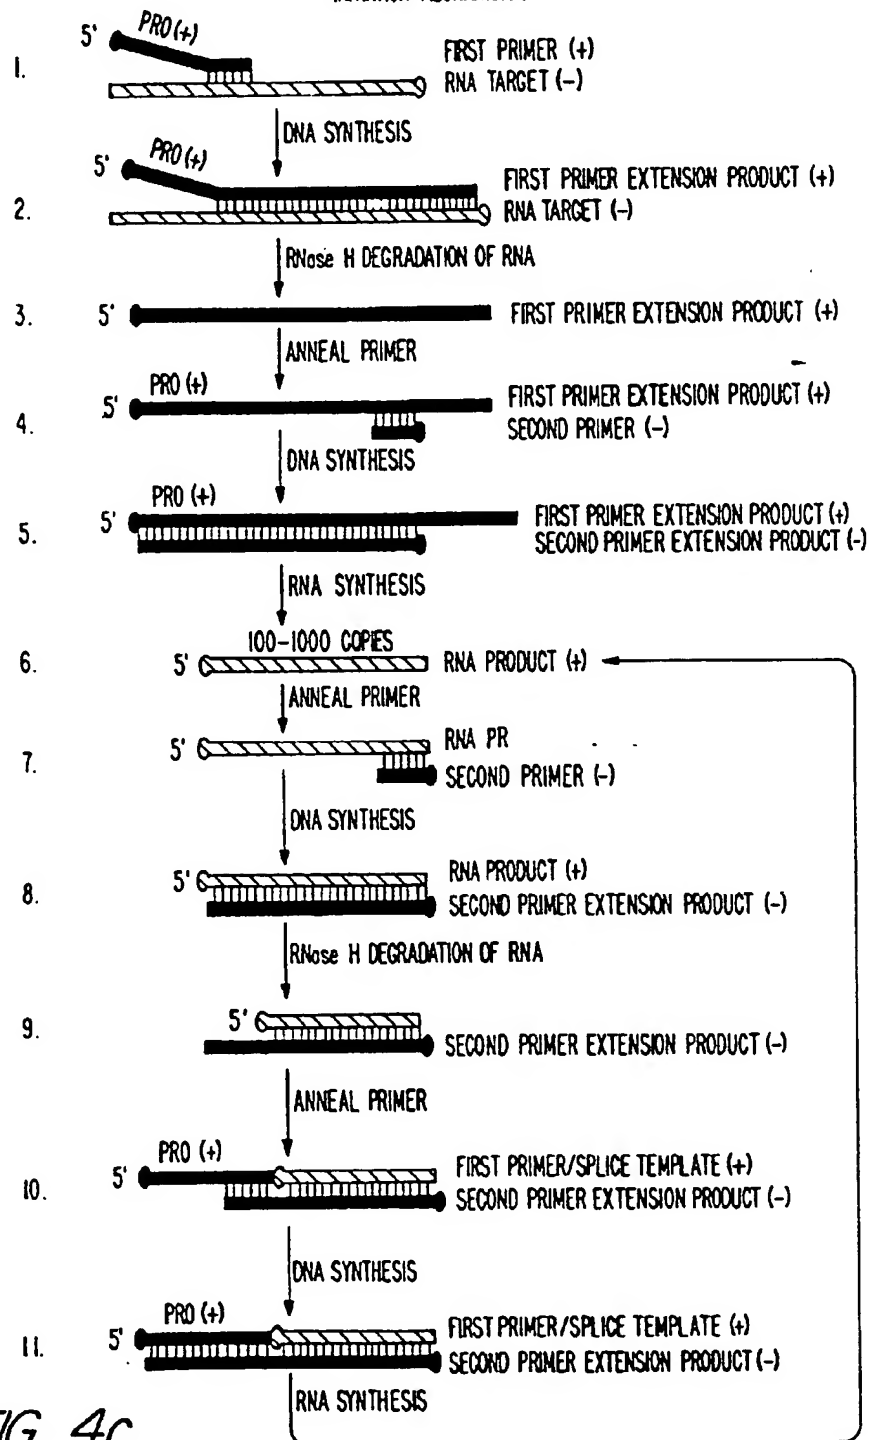 5' PRO (+)
1. FIRST PRIMER (+)
RNA TARGET (-)
DNA SYNTHESIS
5' PRO (+)
2. FIRST PRIMER EXTENSION PRODUCT (+)
RNA TARGET (-)
RNase H DEGRADATION OF RNA
3. 5' FIRST PRIMER EXTENSION PRODUCT (+)
ANNEAL PRIMER
PRO (+)
4. 5' FIRST PRIMER EXTENSION PRODUCT (+)
SECOND PRIMER (-)
DNA SYNTHESIS
PRO (+)
5. 5' FIRST PRIMER EXTENSION PRODUCT (+)
SECOND PRIMER EXTENSION PRODUCT (-)
RNA SYNTHESIS
100-1000 COPIES
6. 5' RNA PRODUCT (+)
ANNEAL PRIMER
7. 5' RNA PR
SECOND PRIMER (-)
DNA SYNTHESIS
8. 5' RNA PRODUCT (+)
SECOND PRIMER EXTENSION PRODUCT (-)
RNase H DEGRADATION OF RNA
9. 5'
SECOND PRIMER EXTENSION PRODUCT (-)
ANNEAL PRIMER
PRO (+)
10. 5' FIRST PRIMER/SPLICE TEMPLATE (+)
SECOND PRIMER EXTENSION PRODUCT (-)
DNA SYNTHESIS
PRO (+)
11. 5' FIRST PRIMER/SPLICE TEMPLATE (+)
SECOND PRIMER EXTENSION PRODUCT (-)
RNA SYNTHESIS
FIG. 4c